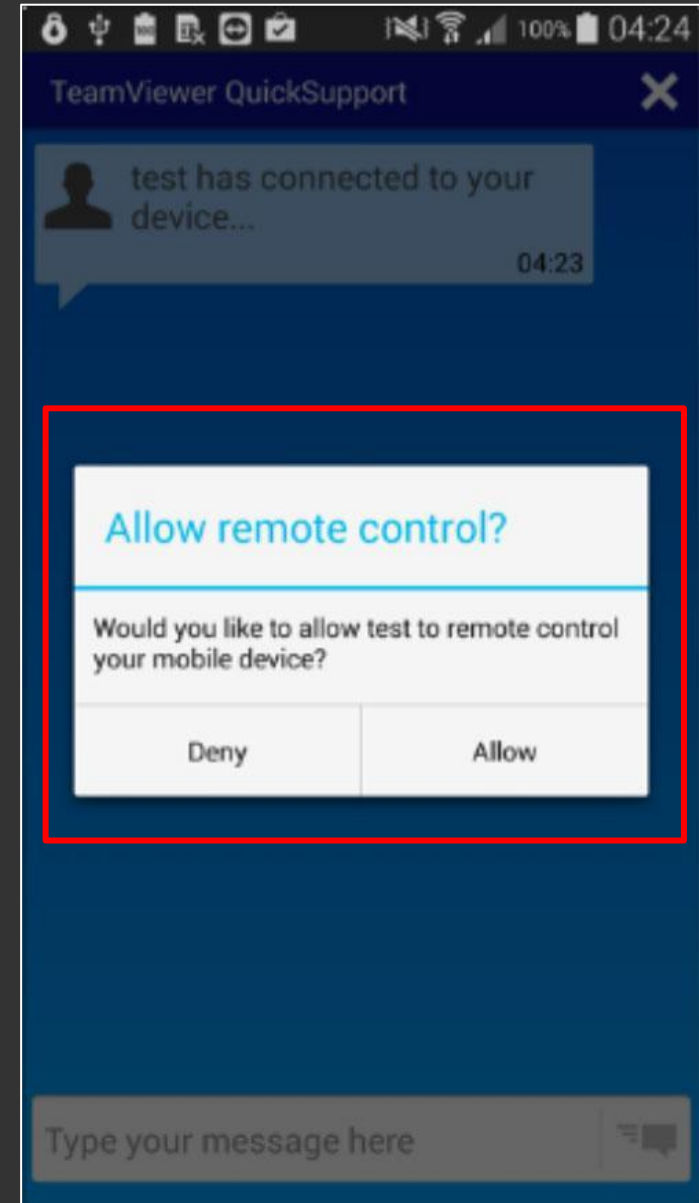 100% 04:24
TeamViewer QuickSupport
test has connected to your
device...
04:23
Allow remote control?
Would you like to allow test to remote control
your mobile device?
Deny Allow
Type your message here